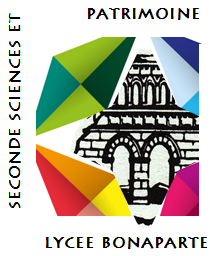 SECONDE SCIENCES ET
PATRIMOINE
LYCEE BONAPARTE